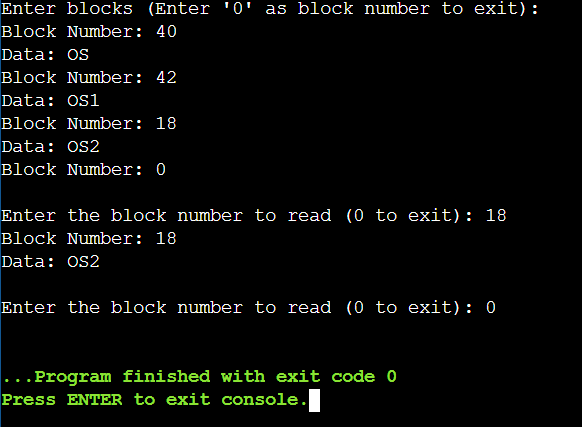 Enter blocks (Enter '0' as block number to exit):
Block Number: 40
Data: OS
Block Number: 42
Data: OS1
Block Number: 18
Data: OS2
Block Number: 0
Enter the block number to read (0 to exit): 18
Block Number: 18
Data: OS2
Enter the block number to read (0 to exit): 0
...Program finished with exit code 0
Press ENTER to exit console.